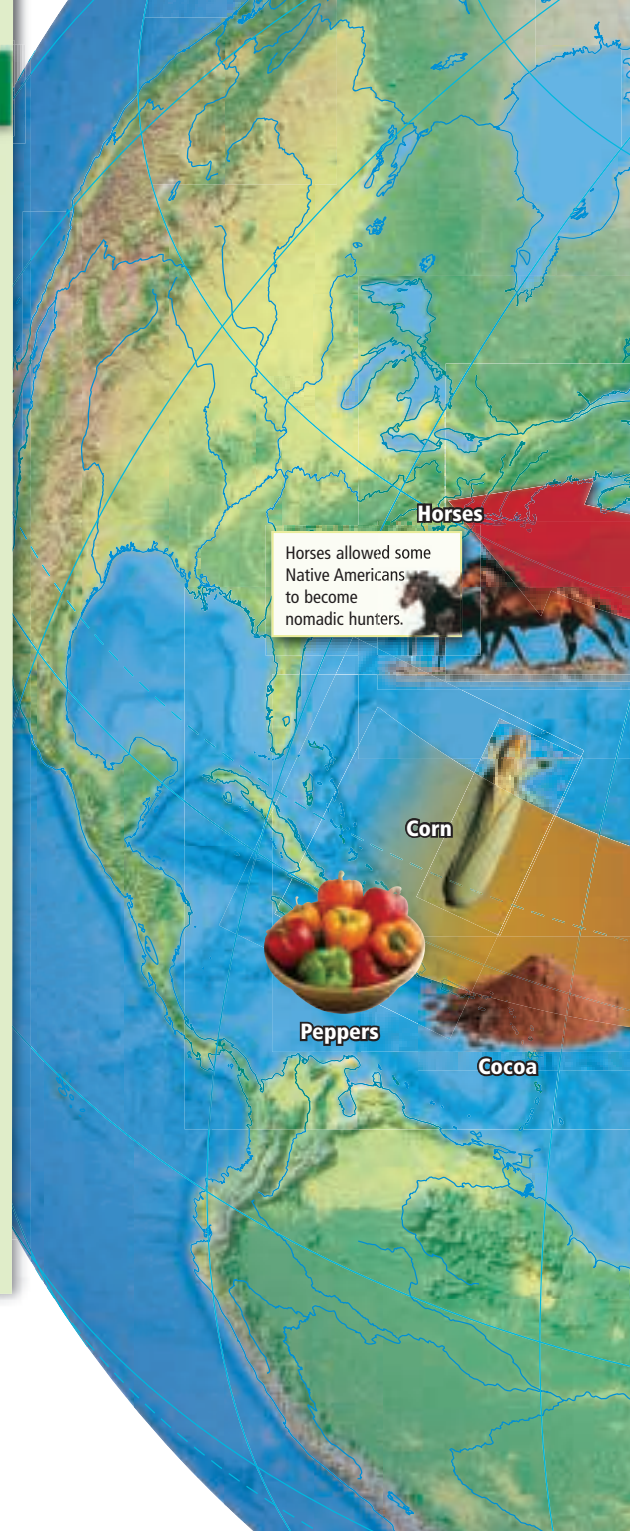 Horses
Horses allowed some
Native Americans
to become
nomadic hunters.
Corn
Peppers
Cocoa